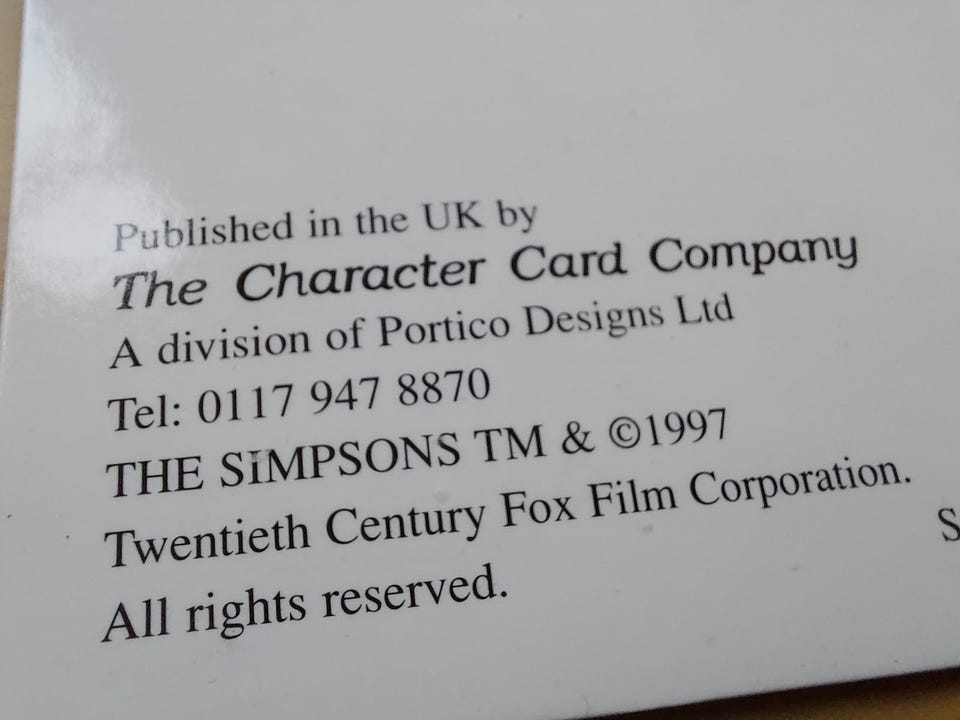 Published in the UK by
The Character Card Company
A division of Portico Designs Ltd
Tel: 0117 947 8870
THE SIMPSONS TM & ©1997
Twentieth Century Fox Film Corporation.
All rights reserved.
S